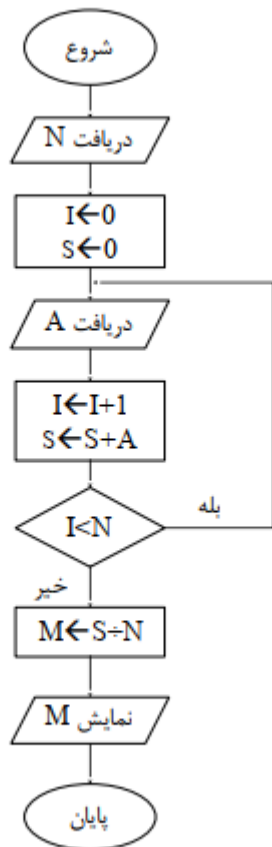 شروع
دریافت N
I←0
S←0
دریافت A
I←I+1
S←S+A
I<N
بله
خیر
M←S÷N
نمایش M
پایان